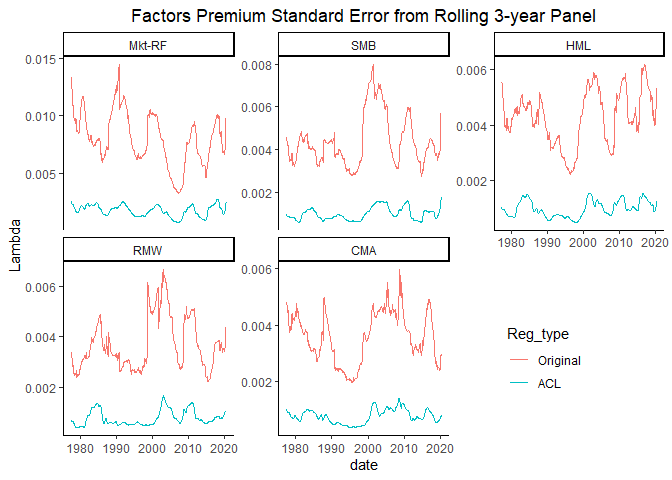 Factors Premium Standard Error from Rolling 3-year Panel
Mkt-RF
SMB
HML
0.015
0.010
0.005
0.008
0.006
0.004
0.002
0.006
0.004
0.002
1980 1990 2000 2010 2020
Lambda
RMW
CMA
0.006
0.004
0.002
0.006
0.004
0.002
1980 1990 2000 2010 2020
1980 1990 2000 2010 2020
date
Reg_type
Original
ACL